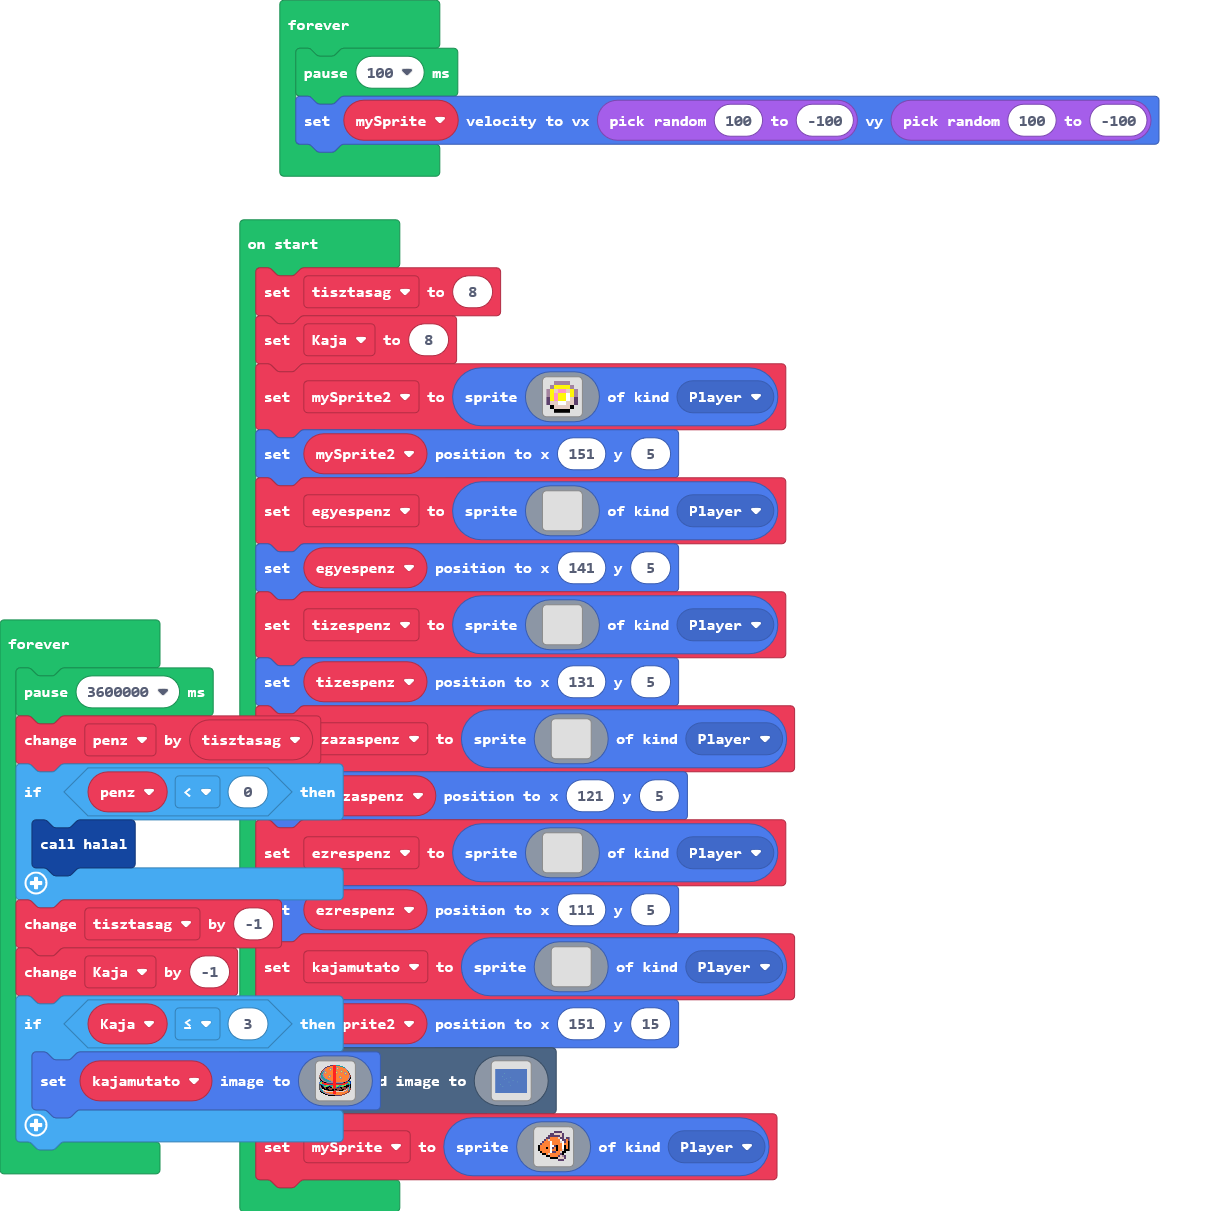 forever
pause 100 ms
set mySprite velocity to vx pick random 100 to -100 vy pick random 100 to -100
on start
set tisztasag to 8
set Kaja to 8
set mySprite2 to sprite of kind Player
set mySprite2 position to x 151 y 5
set egyespenz to sprite of kind Player
set egyespenz position to x 141 y 5
set tizespenz to sprite of kind Player
set tizespenz position to x 131 y 5
zazaspenz to sprite of kind Player
zaspenz position to x 121 y 5
set ezrespenz to sprite of kind Player
t ezrespenz position to x 111 y 5
set kajamutato to sprite of kind Player
prite2 position to x 151 y 15
d image to
set mySprite to sprite of kind Player
forever
pause 3600000 ms
change penz by tisztasag
if penz < 0 then
call halal
change tisztasag by -1
change Kaja by -1
if Kaja ≤ 3 then
set kajamutato image to